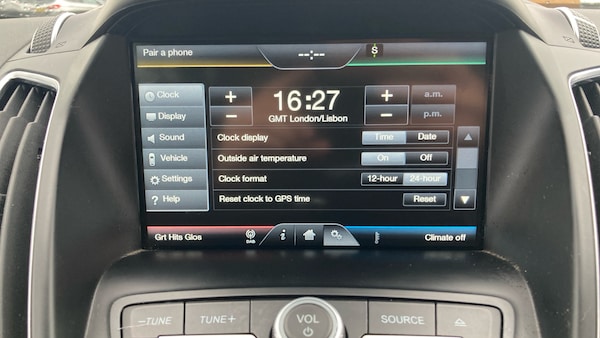 Pair a phone --:-- $
Clock + 16:27 + a.m.
Display − GMT London/Lisbon − p.m.
Sound Clock display Time Date
Vehicle Outside air temperature On Off
Settings Clock format 12-hour 24-hour
? Help Reset clock to GPS time Reset
Grt Hits Glos DAB i Climate off
−TUNE TUNE+ VOL SOURCE